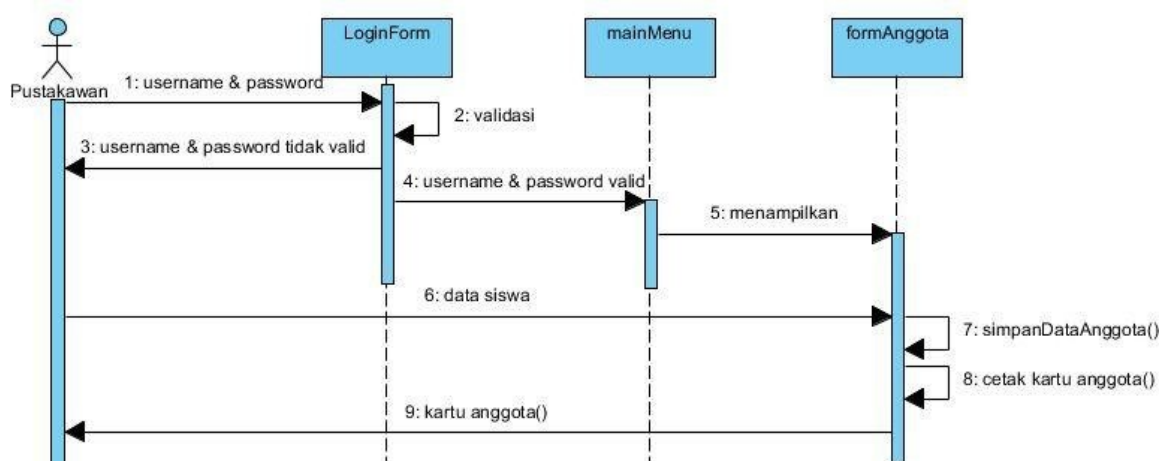 LoginForm
mainMenu
formAnggota
Pustakawan
1: username & password
2: validasi
3: username & password tidak valid
4: username & password valid
5: menampilkan
6: data siswa
7: simpanDataAnggota()
8: cetak kartu anggota()
9: kartu anggota()